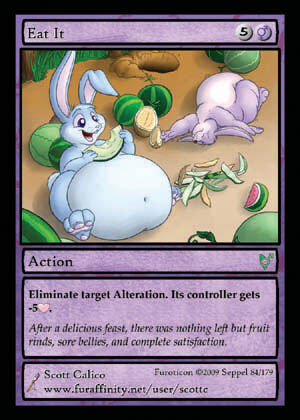 Eat It
5
Action
Eliminate target Alteration. Its controller gets
-5
After a delicious feast, there was nothing left but fruit
rinds, sore bellies, and complete satisfaction.
Scott Calico
Furoticon ©2009 Seppel 84/179
www.furaffinity.net/user/scottc